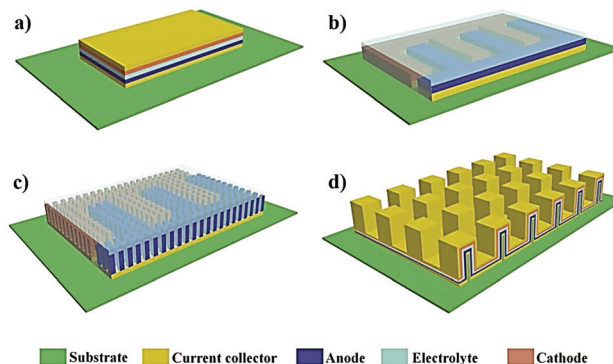 a)
b)
c)
d)
Substrate Current collector Anode Electrolyte Cathode